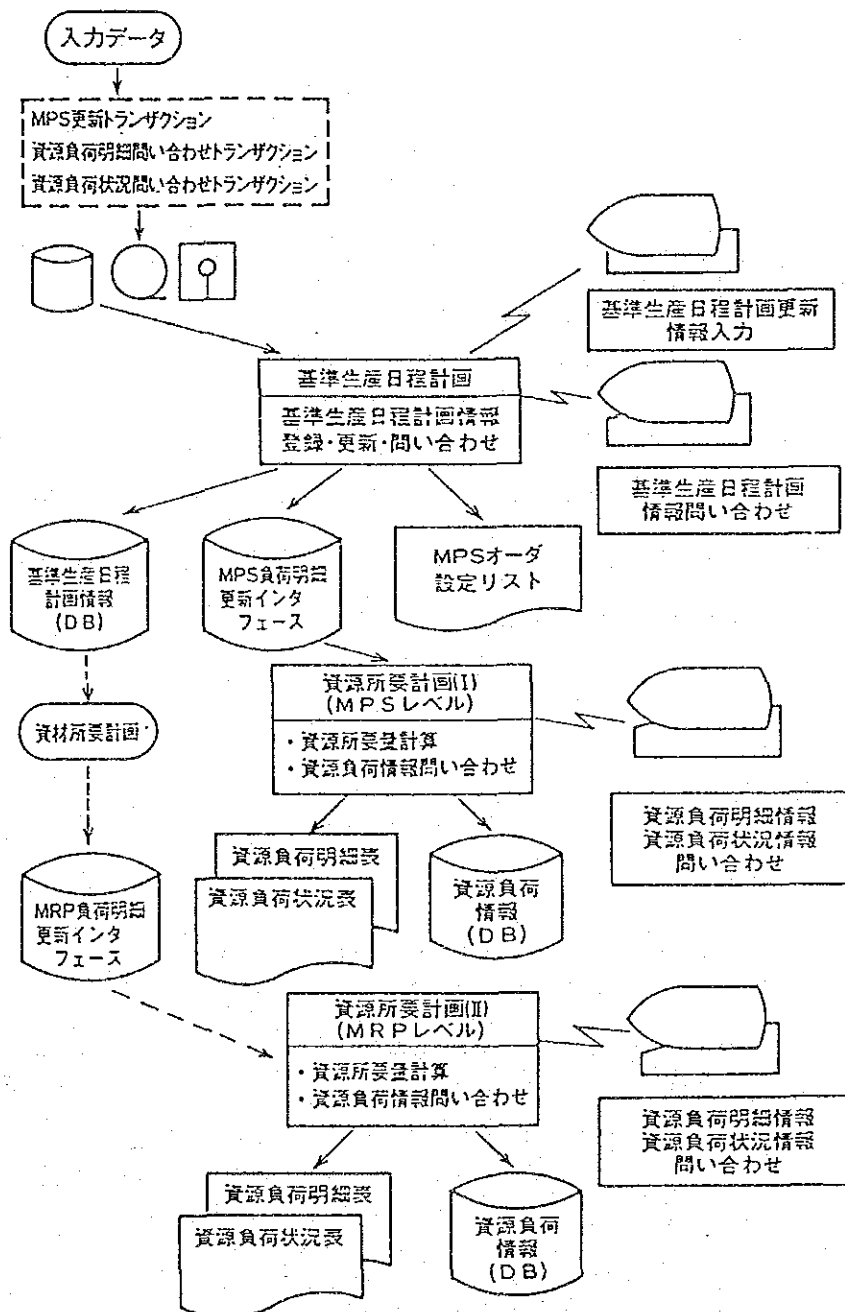 入力データ
MPS更新トランザクション
資源負荷明細問い合わせトランザクション
資源負荷状況問い合わせトランザクション
基準生産日程計画更新
情報入力
基準生産日程計画
基準生産日程計画情報
登録・更新・問い合わせ
基準生産日程計画
情報問い合わせ
基準生産日程
計画情報
(DB)
MPS負荷明細
更新インタ
フェース
MPSオーダ
設定リスト
資源所要計画(I)
(MPSレベル)
・資源所要量計算
・資源負荷情報問い合わせ
資材所要計画
資源負荷明細情報
資源負荷状況情報
問い合わせ
資源負荷明細表
資源負荷状況表
資源負荷
情報
(DB)
MRP負荷明細
更新インタ
フェース
資源所要計画(II)
(MRPレベル)
・資源所要量計算
・資源負荷情報問い合わせ
資源負荷明細情報
資源負荷状況情報
問い合わせ
資源負荷明細表
資源負荷状況表
資源負荷
情報
(DB)